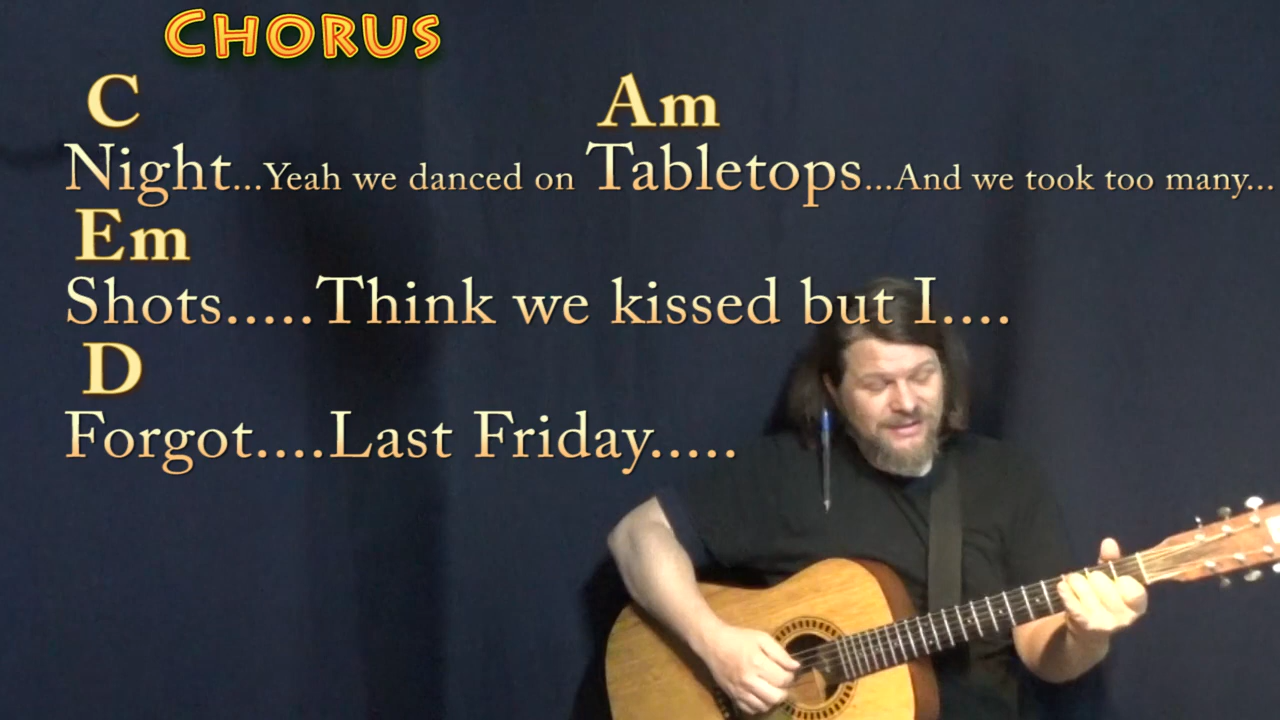 CHORUS
C Am
Night...Yeah we danced on Tabletops...And we took too many...
Em
Shots.....Think we kissed but I....
D
Forgot....Last Friday.....